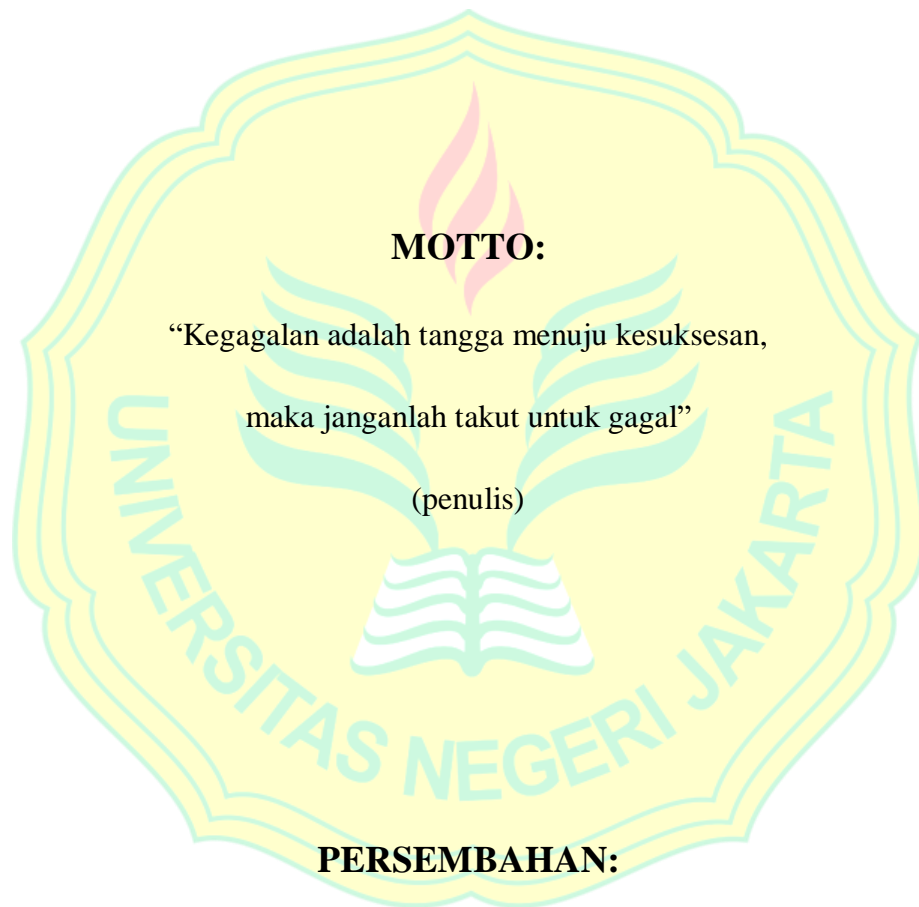 MOTTO:
“Kegagalan adalah tangga menuju kesuksesan,
maka janganlah takut untuk gagal”
(penulis)
UNIVERSITAS NEGERI JAKARTA
PERSEMBAHAN: